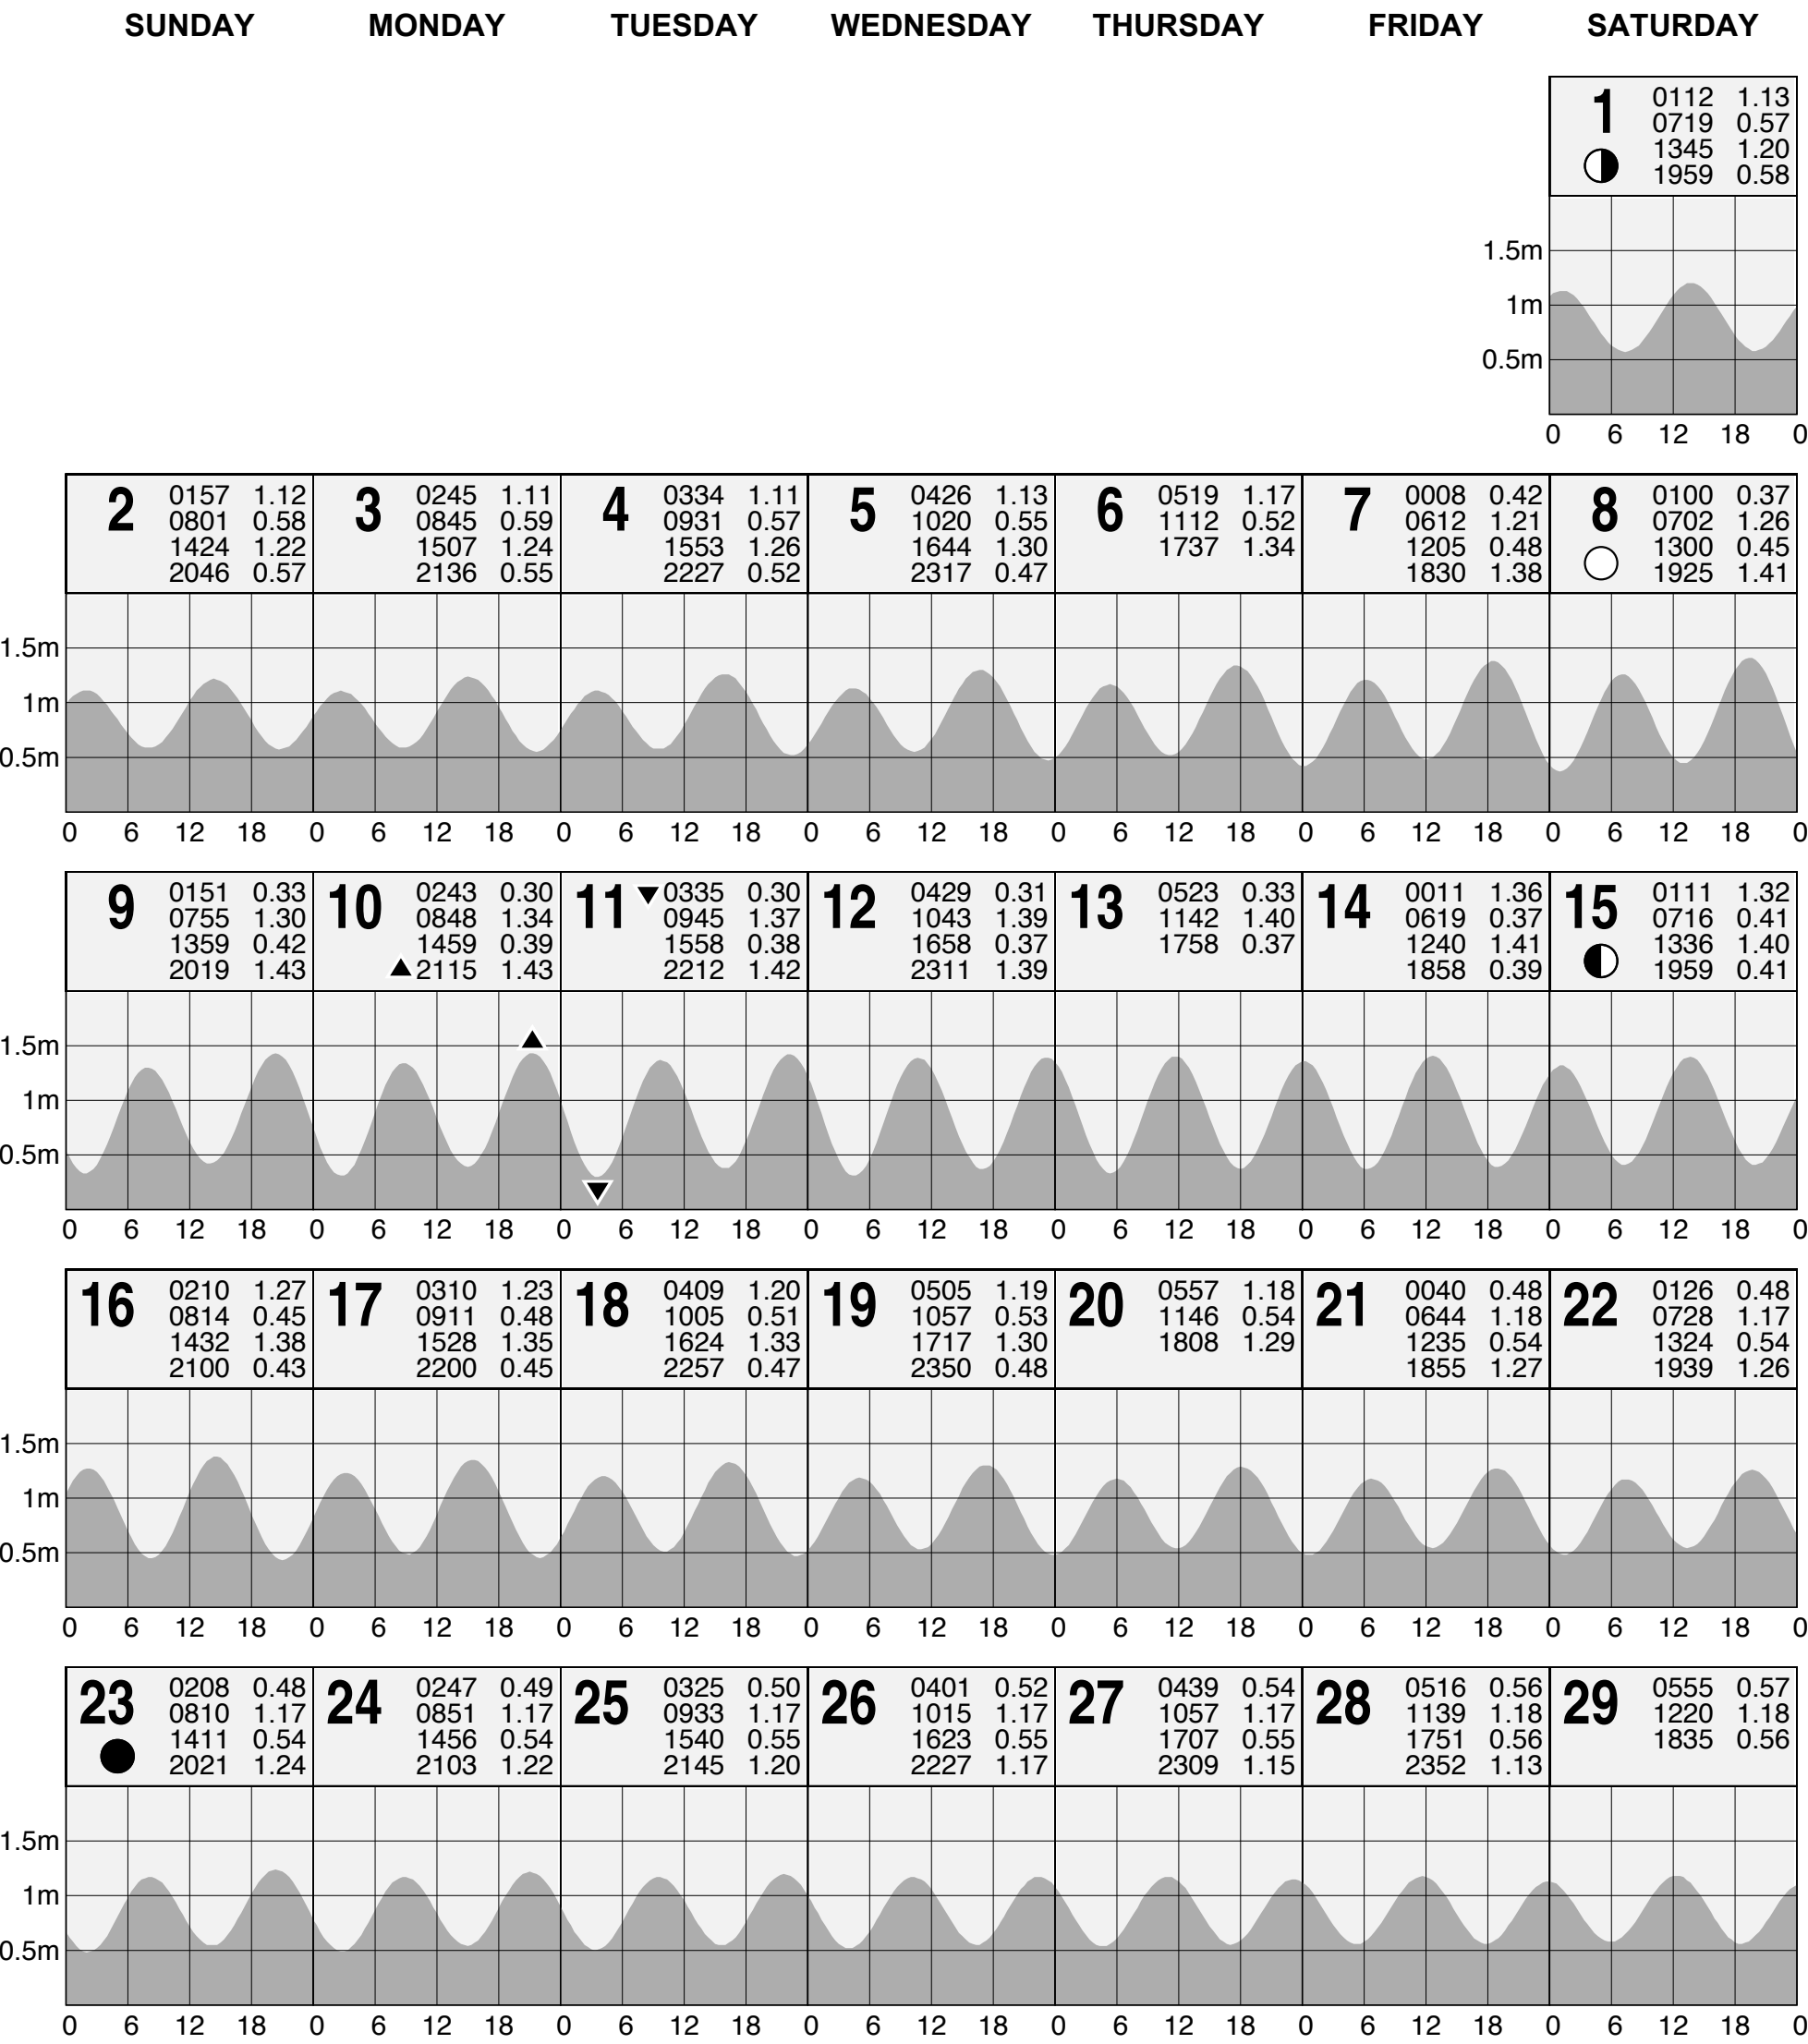 SUNDAY MONDAY TUESDAY WEDNESDAY THURSDAY FRIDAY SATURDAY
1 0112 1.13
0719 0.57
1345 1.20
1959 0.58
1.5m
1m
0.5m
0 6 12 18 0
2 0157 1.12
0801 0.58
1424 1.22
2046 0.57
3 0245 1.11
0845 0.59
1507 1.24
2136 0.55
4 0334 1.11
0931 0.57
1553 1.26
2227 0.52
5 0426 1.13
1020 0.55
1644 1.30
2317 0.47
6 0519 1.17
1112 0.52
1737 1.34
7 0008 0.42
0612 1.21
1205 0.48
1830 1.38
8 0100 0.37
0702 1.26
1300 0.45
1925 1.41
1.5m
1m
0.5m
0 6 12 18 0 6 12 18 0 6 12 18 0 6 12 18 0 6 12 18 0 6 12 18 0 6 12 18 0
9 0151 0.33
0755 1.30
1359 0.42
2019 1.43
10 0243 0.30
0848 1.34
1459 0.39
2115 1.43
11 0335 0.30
0945 1.37
1558 0.38
2212 1.42
12 0429 0.31
1043 1.39
1658 0.37
2311 1.39
13 0523 0.33
1142 1.40
1758 0.37
14 0011 1.36
0619 0.37
1240 1.41
1858 0.39
15 0111 1.32
0716 0.41
1336 1.40
1959 0.41
1.5m
1m
0.5m
0 6 12 18 0 6 12 18 0 6 12 18 0 6 12 18 0 6 12 18 0 6 12 18 0 6 12 18 0
16 0210 1.27
0814 0.45
1432 1.38
2100 0.43
17 0310 1.23
0911 0.48
1528 1.35
2200 0.45
18 0409 1.20
1005 0.51
1624 1.33
2257 0.47
19 0505 1.19
1057 0.53
1717 1.30
2350 0.48
20 0557 1.18
1146 0.54
1808 1.29
21 0040 0.48
0644 1.18
1235 0.54
1855 1.27
22 0126 0.48
0728 1.17
1324 0.54
1939 1.26
1.5m
1m
0.5m
0 6 12 18 0 6 12 18 0 6 12 18 0 6 12 18 0 6 12 18 0 6 12 18 0 6 12 18 0
23 0208 0.48
0810 1.17
1411 0.54
2021 1.24
24 0247 0.49
0851 1.17
1456 0.54
2103 1.22
25 0325 0.50
0933 1.17
1540 0.55
2145 1.20
26 0401 0.52
1015 1.17
1623 0.55
2227 1.17
27 0439 0.54
1057 1.17
1707 0.55
2309 1.15
28 0516 0.56
1139 1.18
1751 0.56
2352 1.13
29 0555 0.57
1220 1.18
1835 0.56
1.5m
1m
0.5m
0 6 12 18 0 6 12 18 0 6 12 18 0 6 12 18 0 6 12 18 0 6 12 18 0 6 12 18 0